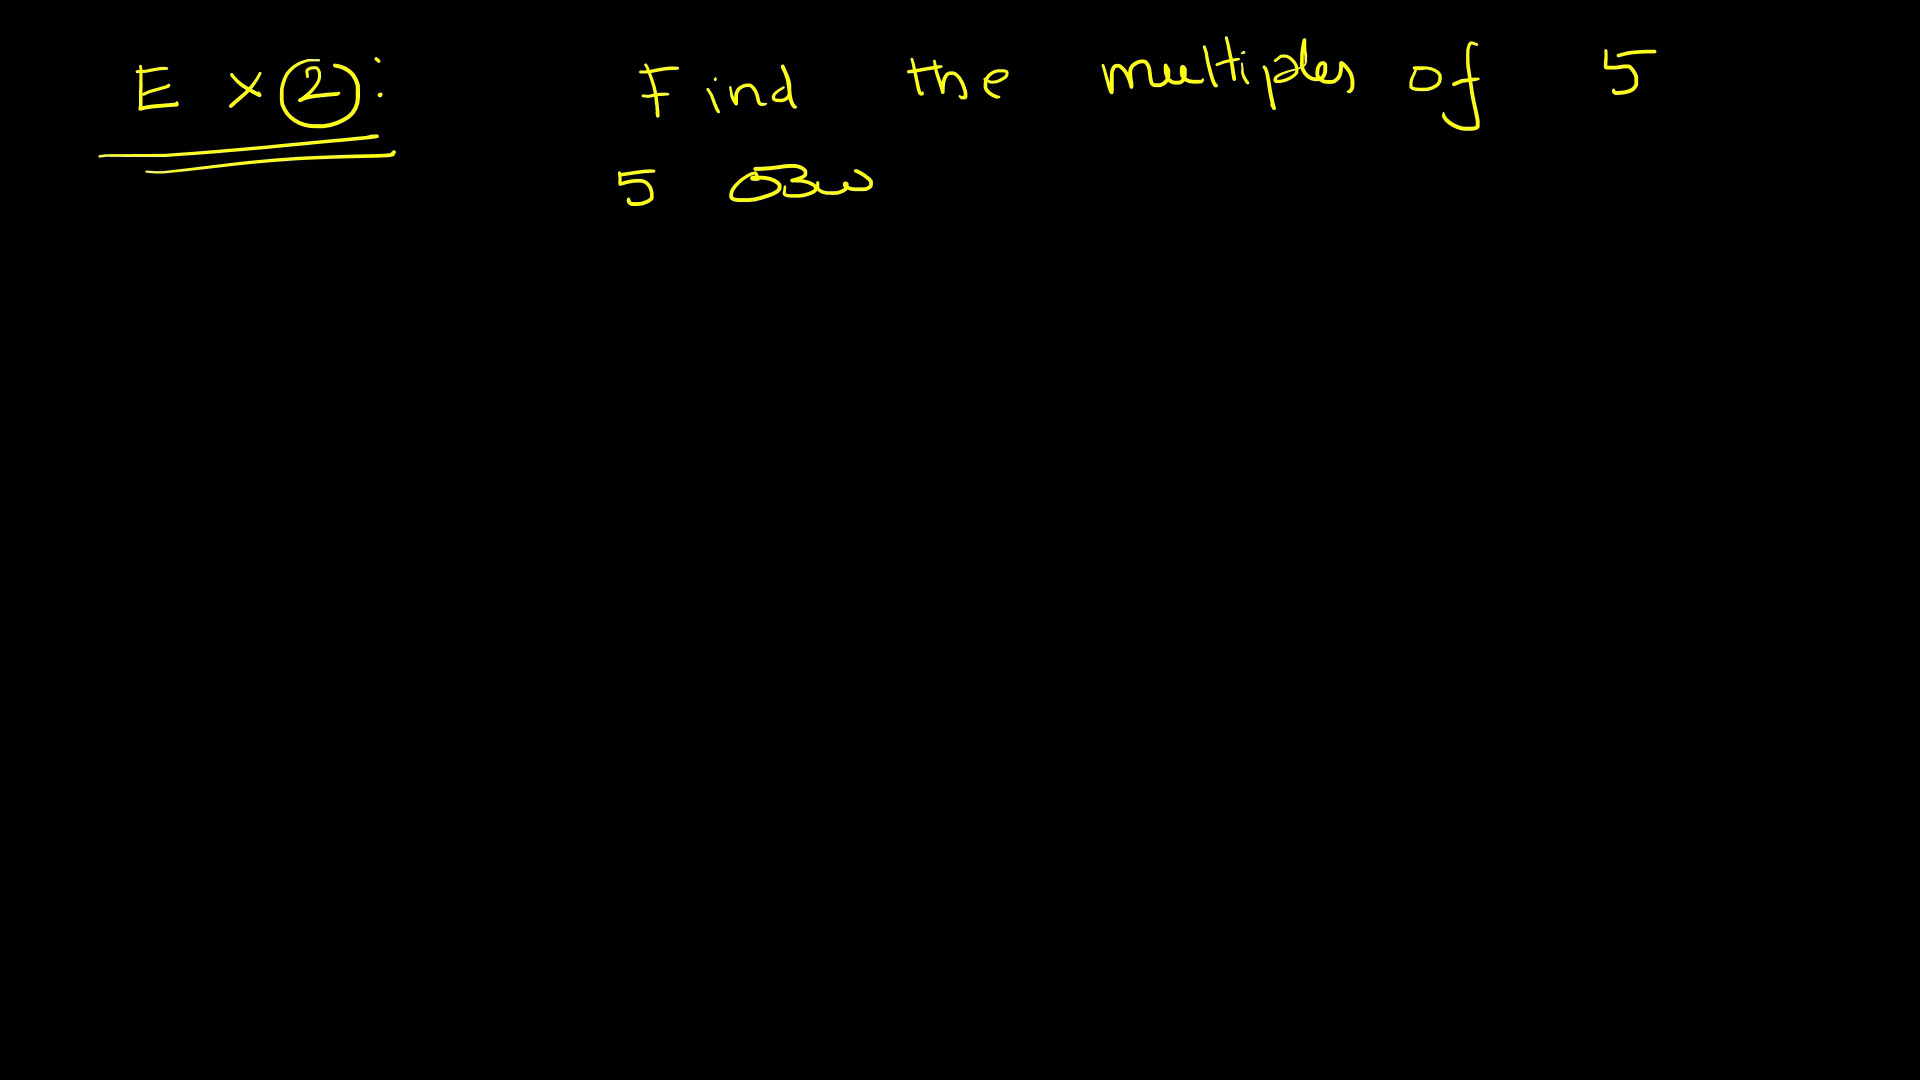 Ex ②: Find the multiples of 5
5